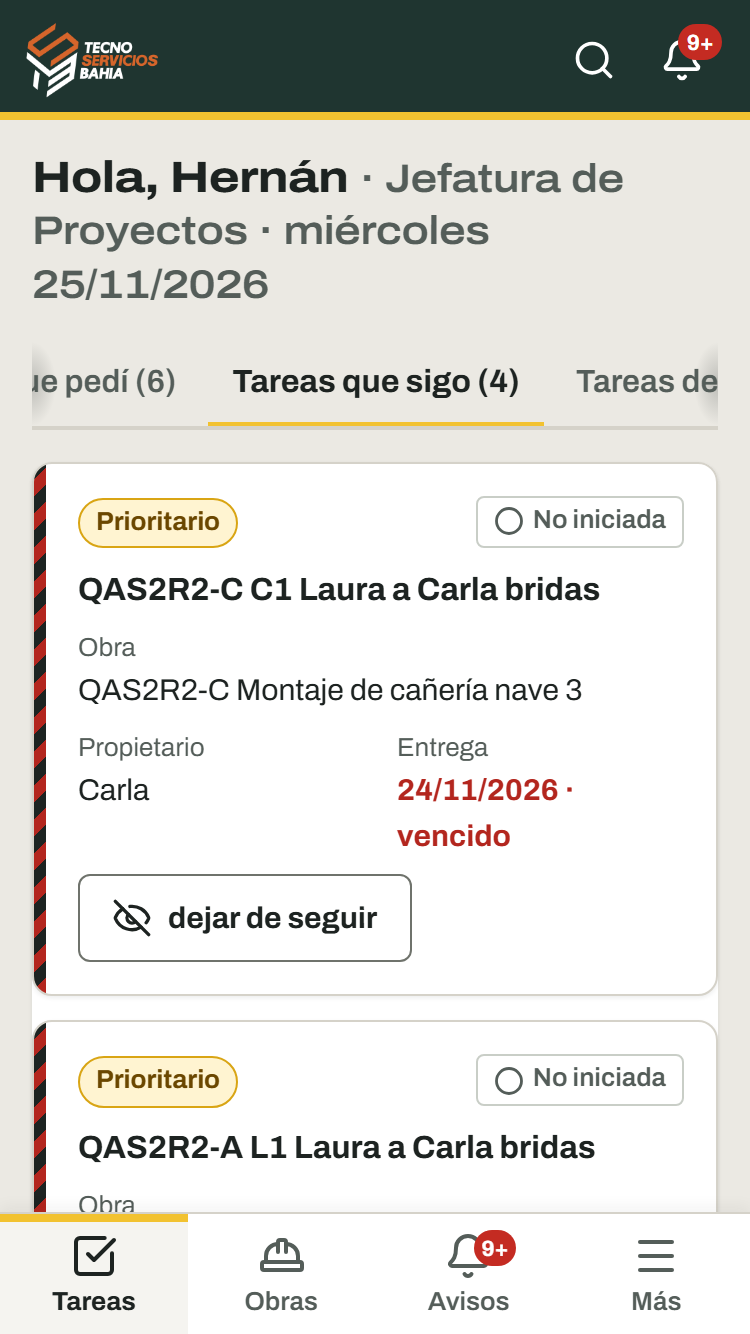 TECNO
SERVICIOS
BAHIA
9+
Hola, Hernán · Jefatura de
Proyectos · miércoles
25/11/2026
ue pedí (6)
Tareas que sigo (4)
Tareas de
Prioritario
No iniciada
QAS2R2-C C1 Laura a Carla bridas
Obra
QAS2R2-C Montaje de cañería nave 3
Propietario
Entrega
Carla
24/11/2026 ·
vencido
dejar de seguir
Prioritario
No iniciada
QAS2R2-A L1 Laura a Carla bridas
Obra
9+
Tareas
Obras
Avisos
Más